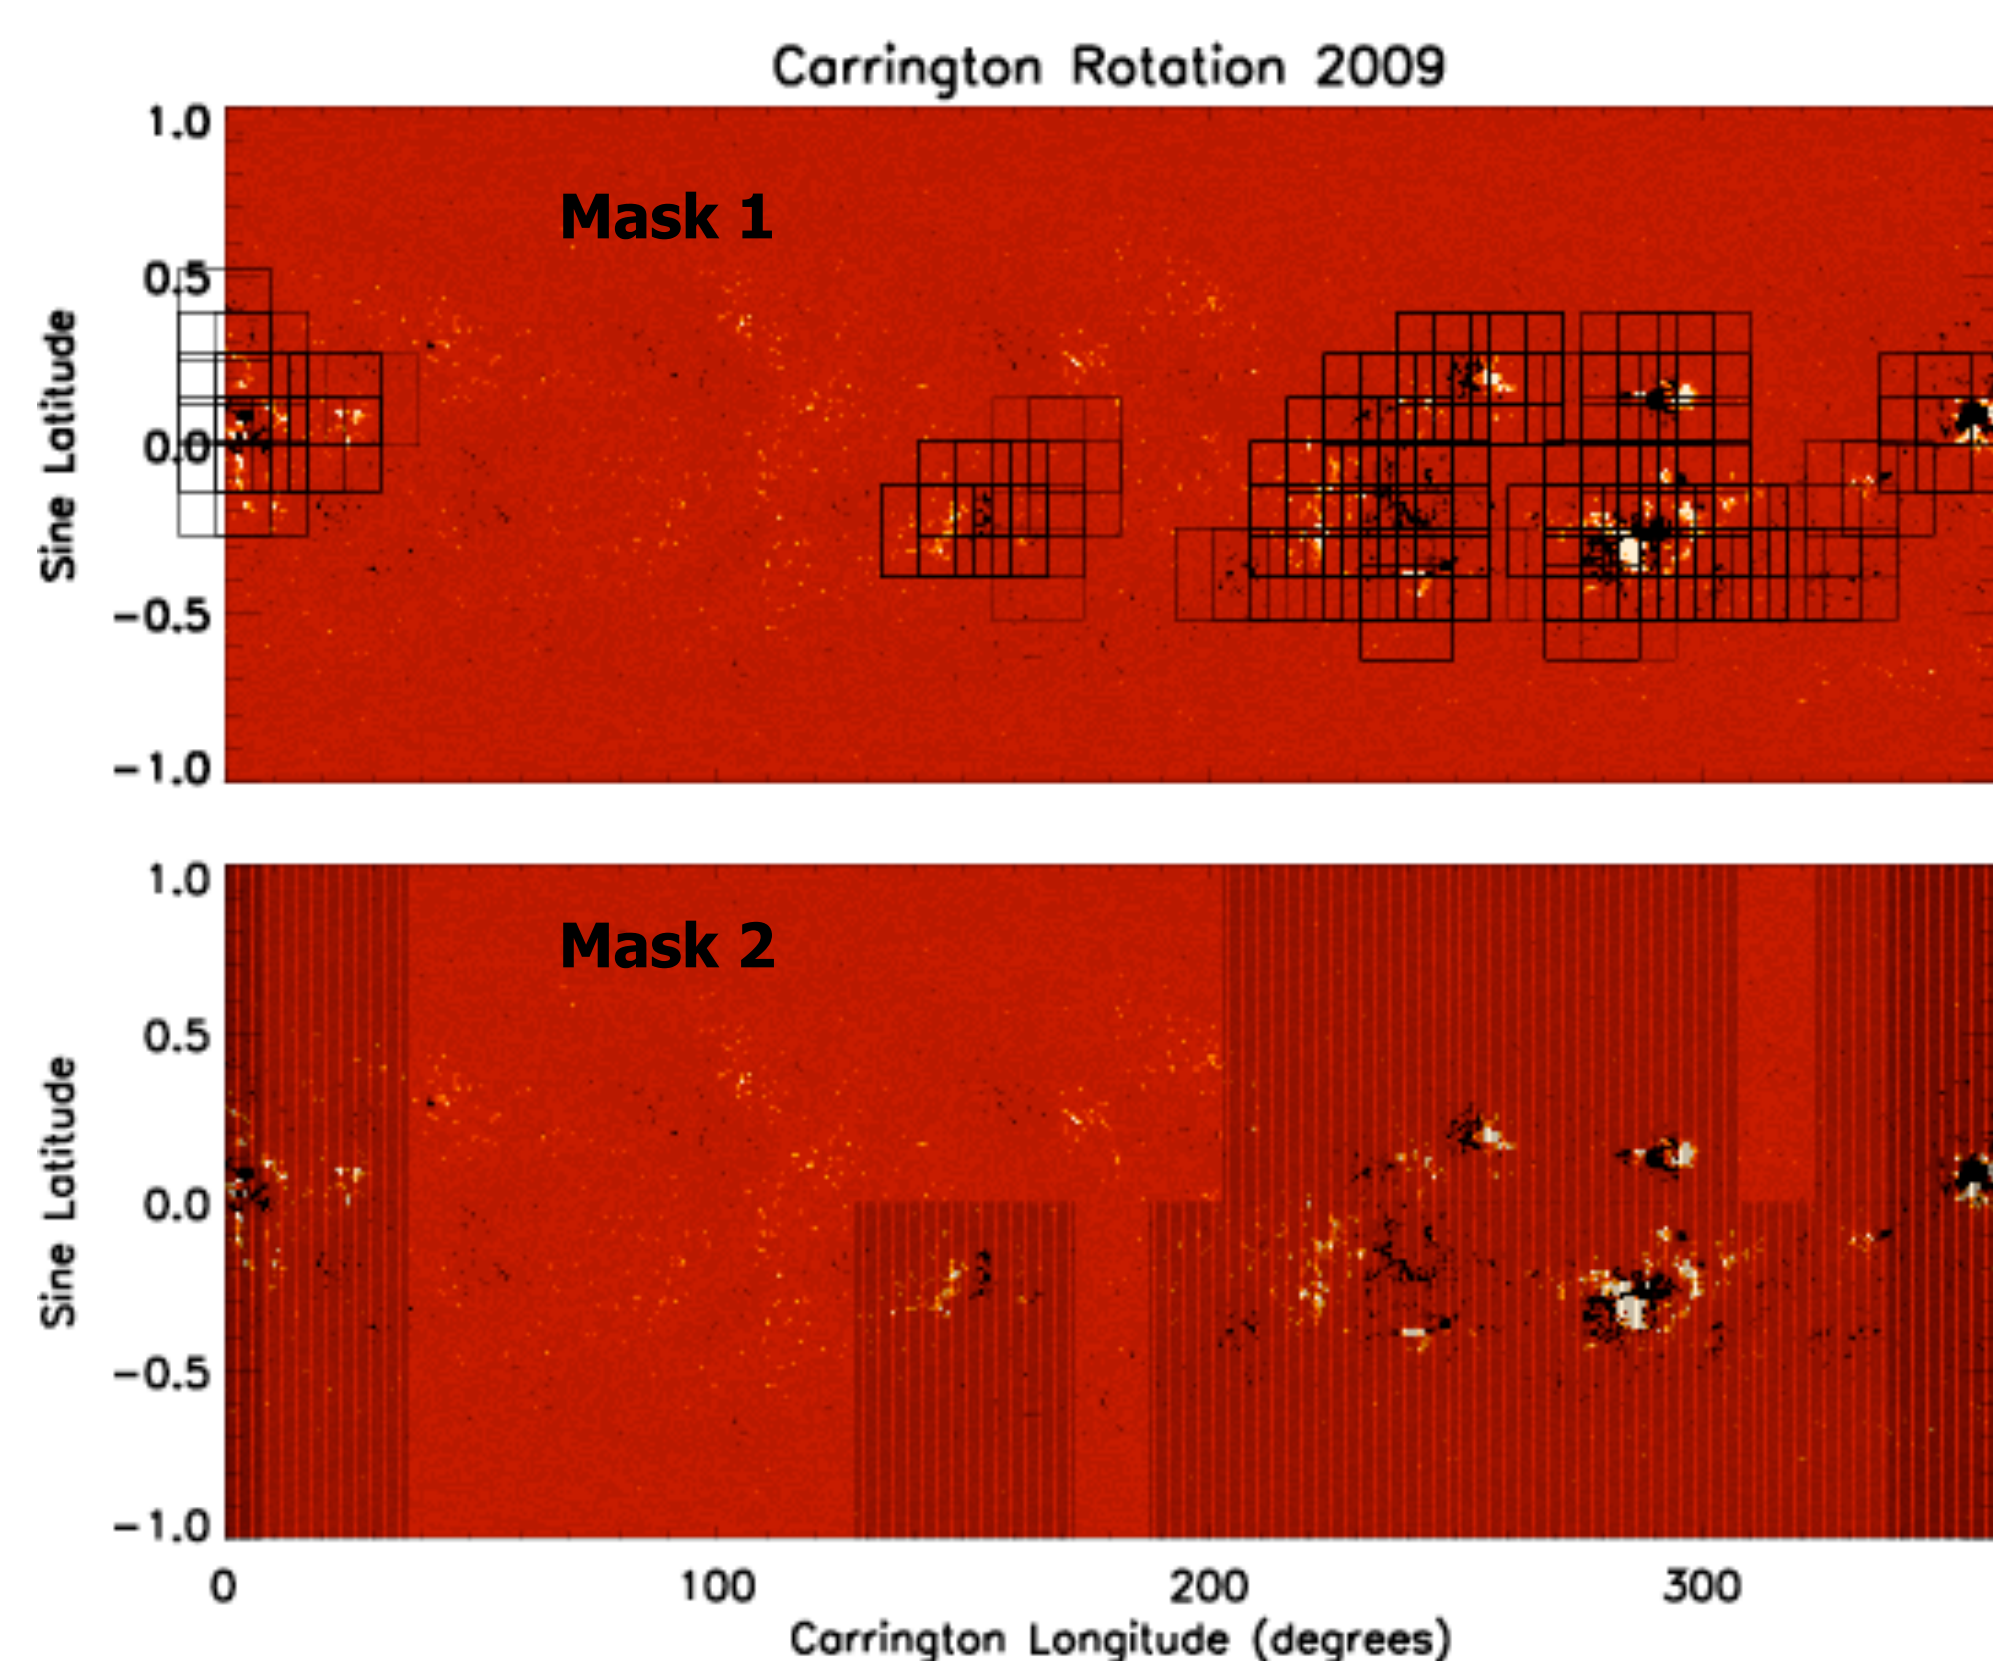 Carrington Rotation 2009
1.0
Mask 1
0.5
0.0
-0.5
-1.0
Sine Latitude
1.0
Mask 2
0.5
0.0
-0.5
-1.0
Sine Latitude
0 100 200 300
Carrington Longitude (degrees)